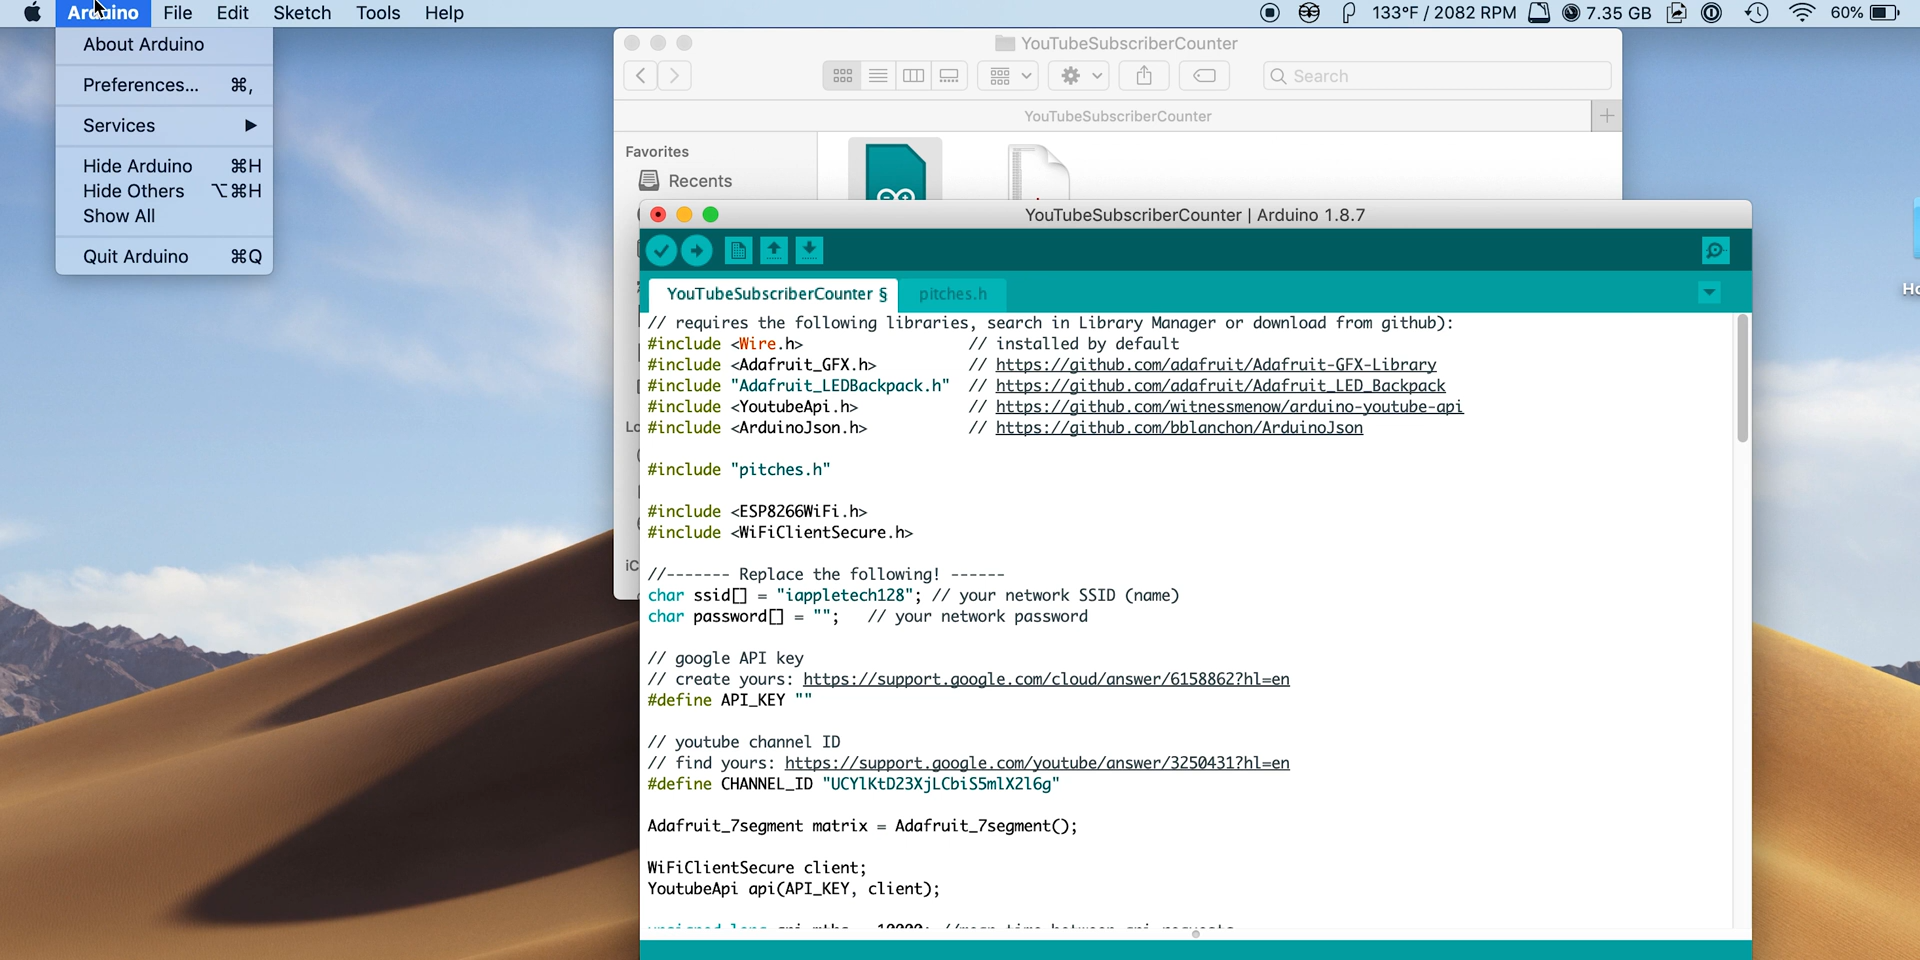 Arduino File Edit Sketch Tools Help 133°F / 2082 RPM 7.35 GB 60%
About Arduino
Preferences... ⌘,
Services ▶
Hide Arduino ⌘H
Hide Others ⌥⌘H
Show All
Quit Arduino ⌘Q
YouTubeSubscriberCounter
Search
YouTubeSubscriberCounter
Favorites
Recents
Lo
iC
Ho
YouTubeSubscriberCounter | Arduino 1.8.7
YouTubeSubscriberCounter § pitches.h
// requires the following libraries, search in Library Manager or download from github):
#include <Wire.h> // installed by default
#include <Adafruit_GFX.h> // https://github.com/adafruit/Adafruit-GFX-Library
#include "Adafruit_LEDBackpack.h" // https://github.com/adafruit/Adafruit_LED_Backpack
#include <YoutubeApi.h> // https://github.com/witnessmenow/arduino-youtube-api
#include <ArduinoJson.h> // https://github.com/bblanchon/ArduinoJson
#include "pitches.h"
#include <ESP8266WiFi.h>
#include <WiFiClientSecure.h>
//------- Replace the following! ------
char ssid[] = "iappletech128"; // your network SSID (name)
char password[] = ""; // your network password
// google API key
// create yours: https://support.google.com/cloud/answer/6158862?hl=en
#define API_KEY ""
// youtube channel ID
// find yours: https://support.google.com/youtube/answer/3250431?hl=en
#define CHANNEL_ID "UCYlKtD23XjLCbiS5mlX2l6g"
Adafruit_7segment matrix = Adafruit_7segment();
WiFiClientSecure client;
YoutubeApi api(API_KEY, client);